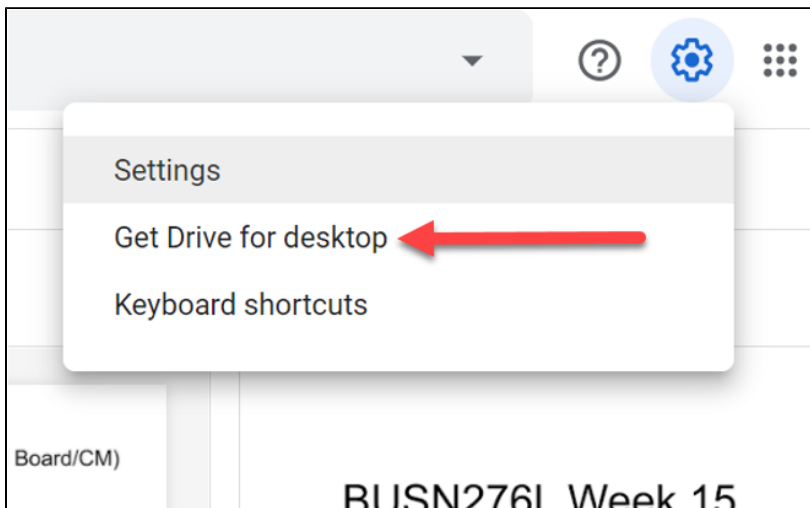 Settings
Get Drive for desktop
Keyboard shortcuts
Board/CM)
BUSN276L Week 15